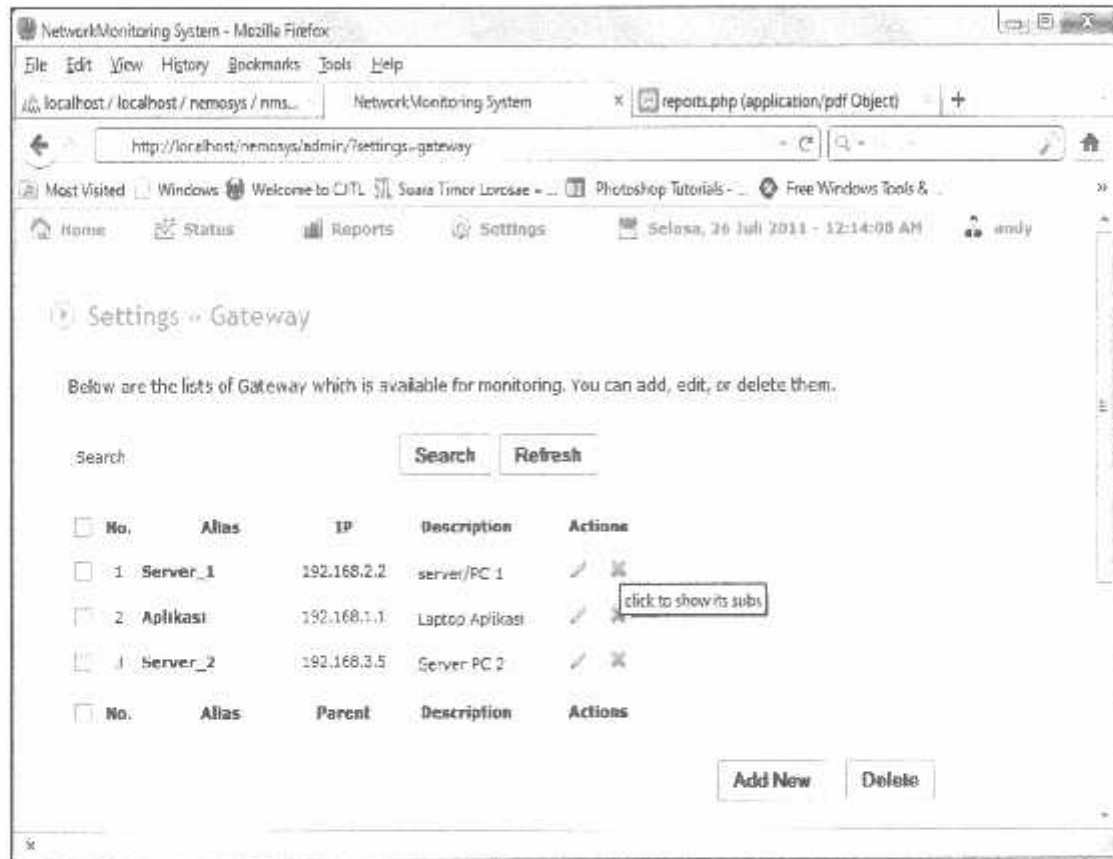 NetworkMonitoring System - Mozilla Firefox
File Edit View History Bookmarks Tools Help
localhost / localhost / nemosys / nms... NetworkMonitoring System × reports.php (application/pdf Object) +
http://localhost/nemosys/admin/?settings=gateway
Most Visited Windows Welcome to CJTL Suara Timor Lorosae - ... Photoshop Tutorials - ... Free Windows Tools & ... »
Home Status Reports Settings Selasa, 26 Juli 2011 - 12:14:08 AM andy
Settings » Gateway
Below are the lists of Gateway which is available for monitoring. You can add, edit, or delete them.
Search Search Refresh
No. Alias IP Description Actions
1 Server_1 192.168.2.2 server/PC 1
click to show its subs
2 Aplikasi 192.168.1.1 Laptop Aplikasi
3 Server_2 192.168.3.5 Server PC 2
No. Alias Parent Description Actions
Add New Delete
×